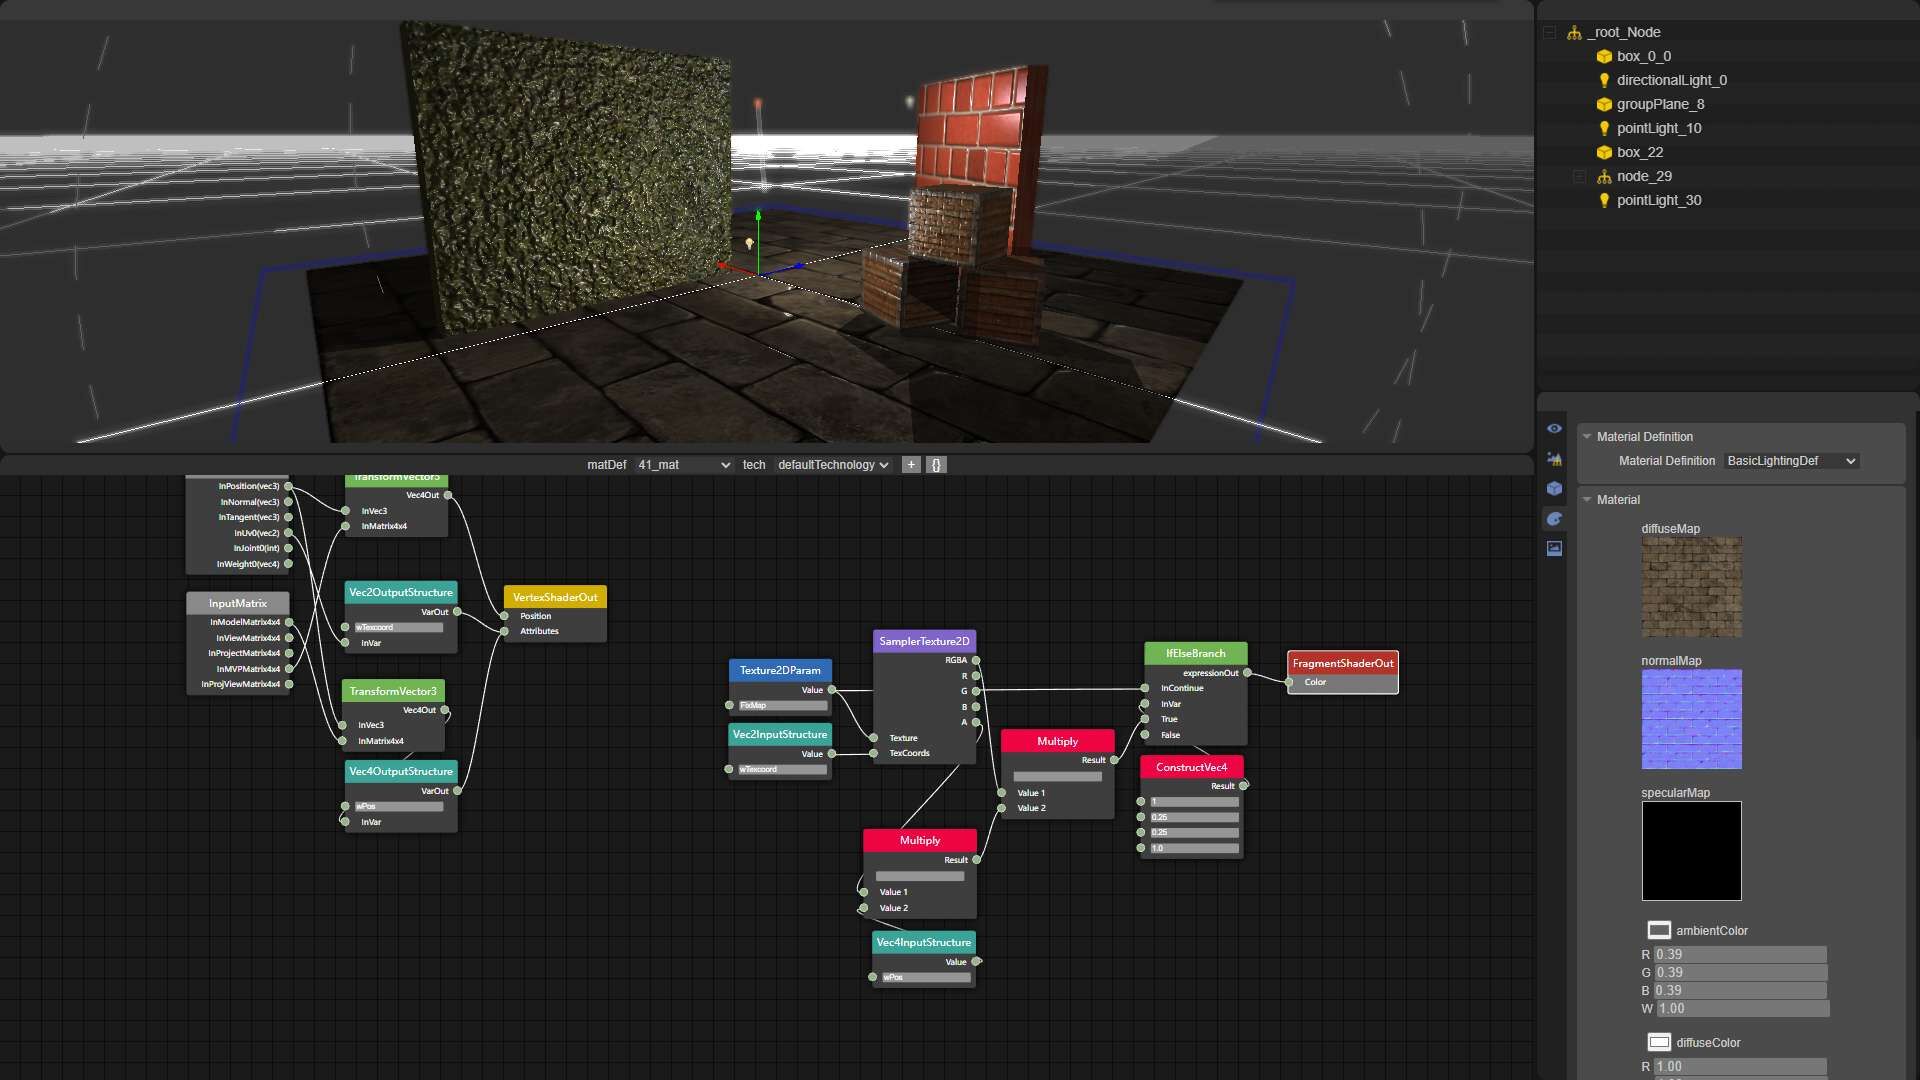 _root_Node
box_0_0
directionalLight_0
groupPlane_8
pointLight_10
box_22
node_29
pointLight_30
matDef 41_mat tech defaultTechnology + {}
InPosition(vec3)
InNormal(vec3)
InTangent(vec3)
InUv0(vec2)
InJoint0(int)
InWeight0(vec4)
InputMatrix
InModelMatrix4x4
InViewMatrix4x4
InProjectMatrix4x4
InMVPMatrix4x4
InProjViewMatrix4x4
TransformVector3
Vec4Out
InVec3
InMatrix4x4
Vec2OutputStructure
VarOut
wTexcoord
InVar
TransformVector3
Vec4Out
InVec3
InMatrix4x4
Vec4OutputStructure
VarOut
wPos
InVar
VertexShaderOut
Position
Attributes
Texture2DParam
Value
FixMap
Vec2InputStructure
Value
wTexcoord
SamplerTexture2D
RGBA
R
G
B
A
Texture
TexCoords
Multiply
Result
Value 1
Value 2
Vec4InputStructure
Value
wPos
Multiply
Result
Value 1
Value 2
IfElseBranch
expressionOut
InContinue
InVar
True
False
ConstructVec4
Result
1
0.25
0.25
1.0
FragmentShaderOut
Color
Material Definition
Material Definition BasicLightingDef
Material
diffuseMap
normalMap
specularMap
ambientColor
R 0.39
G 0.39
B 0.39
W 1.00
diffuseColor
R 1.00